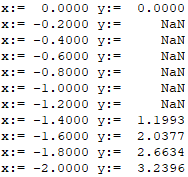 x:=  0.0000 y:=  0.0000
x:= -0.2000 y:=     NaN
x:= -0.4000 y:=     NaN
x:= -0.6000 y:=     NaN
x:= -0.8000 y:=     NaN
x:= -1.0000 y:=     NaN
x:= -1.2000 y:=     NaN
x:= -1.4000 y:=  1.1993
x:= -1.6000 y:=  2.0377
x:= -1.8000 y:=  2.6634
x:= -2.0000 y:=  3.2396